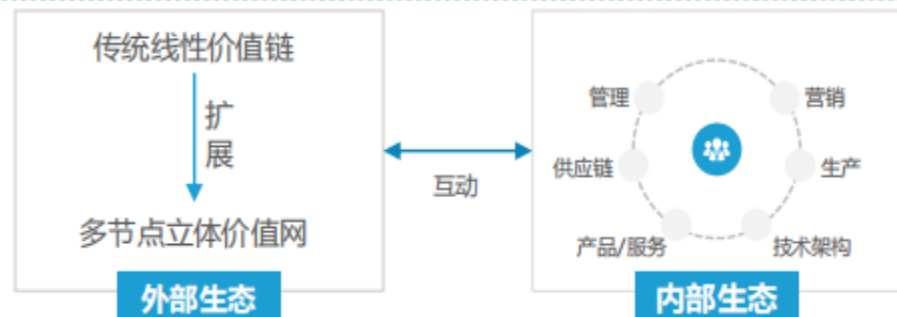 传统线性价值链
扩
展
多节点立体价值网
外部生态
互动
管理
营销
供应链
生产
产品/服务
技术架构
内部生态